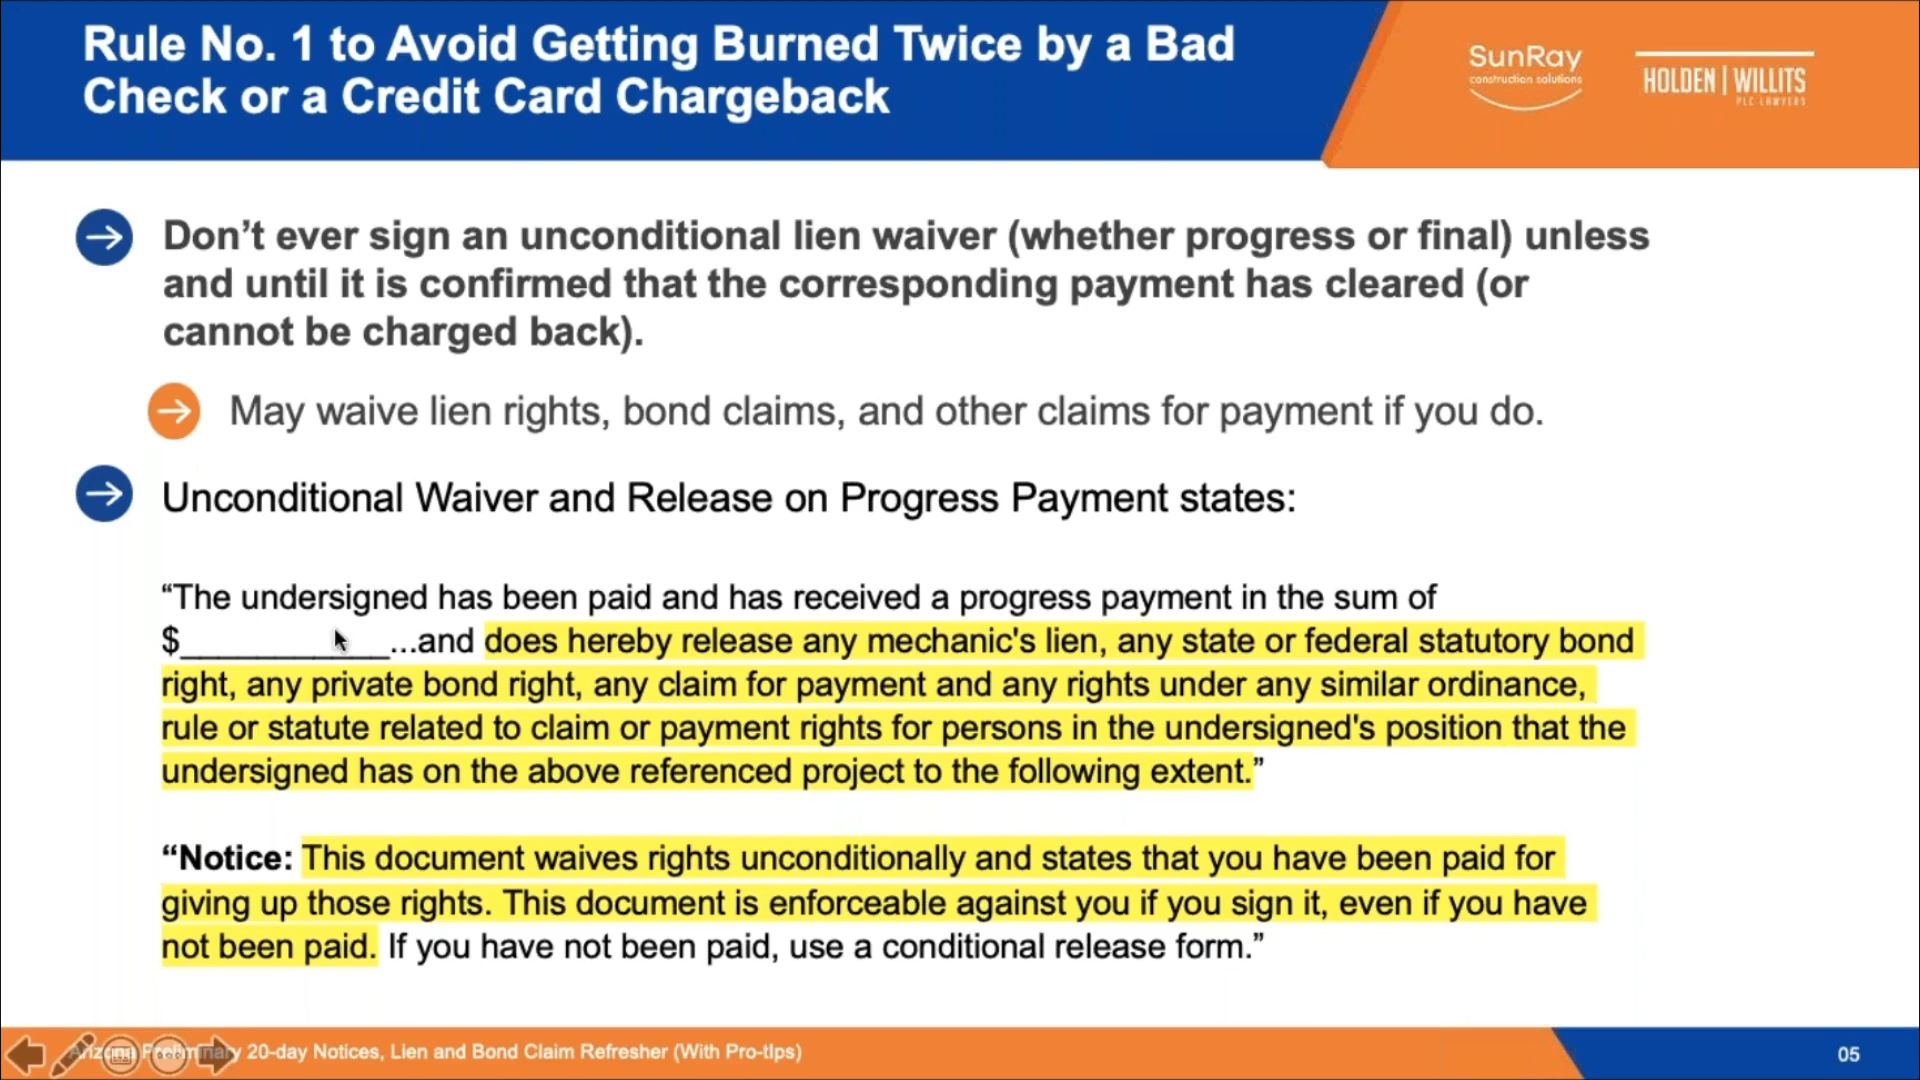 Rule No. 1 to Avoid Getting Burned Twice by a Bad
Check or a Credit Card Chargeback
SunRay
construction solutions
HOLDEN | WILLITS
PLC LAWYERS
Don’t ever sign an unconditional lien waiver (whether progress or final) unless
and until it is confirmed that the corresponding payment has cleared (or
cannot be charged back).
May waive lien rights, bond claims, and other claims for payment if you do.
Unconditional Waiver and Release on Progress Payment states:
“The undersigned has been paid and has received a progress payment in the sum of
$___________...and does hereby release any mechanic's lien, any state or federal statutory bond
right, any private bond right, any claim for payment and any rights under any similar ordinance,
rule or statute related to claim or payment rights for persons in the undersigned's position that the
undersigned has on the above referenced project to the following extent.”
“Notice: This document waives rights unconditionally and states that you have been paid for
giving up those rights. This document is enforceable against you if you sign it, even if you have
not been paid. If you have not been paid, use a conditional release form.”
Arizona Preliminary 20-day Notices, Lien and Bond Claim Refresher (With Pro-tIps)
05